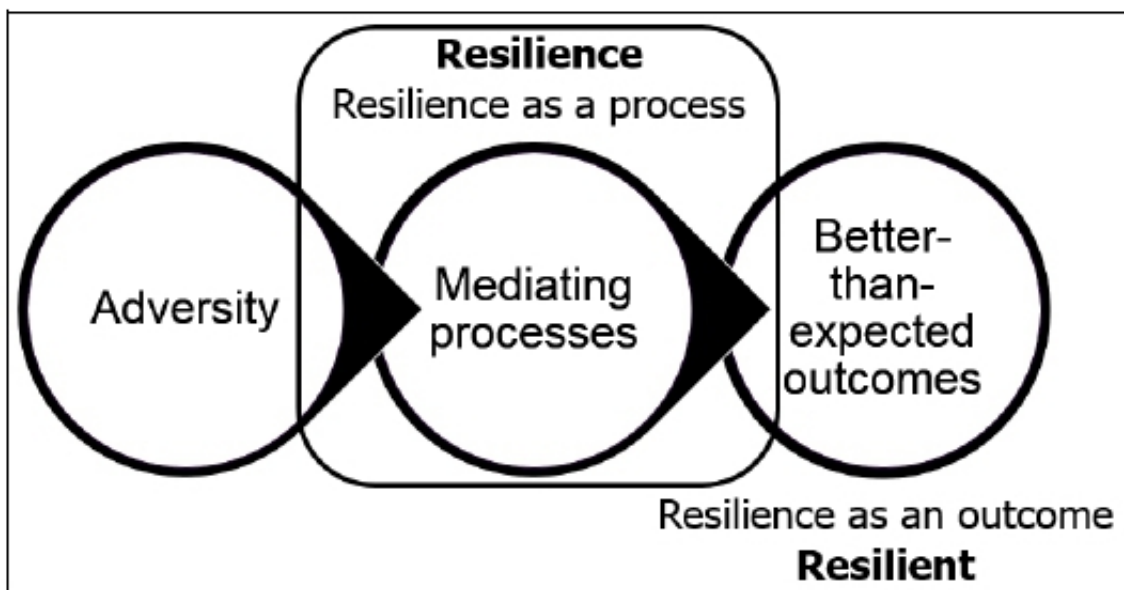 Resilience
Resilience as a process
Adversity
Mediating
processes
Better-
than-
expected
outcomes
Resilience as an outcome
Resilient